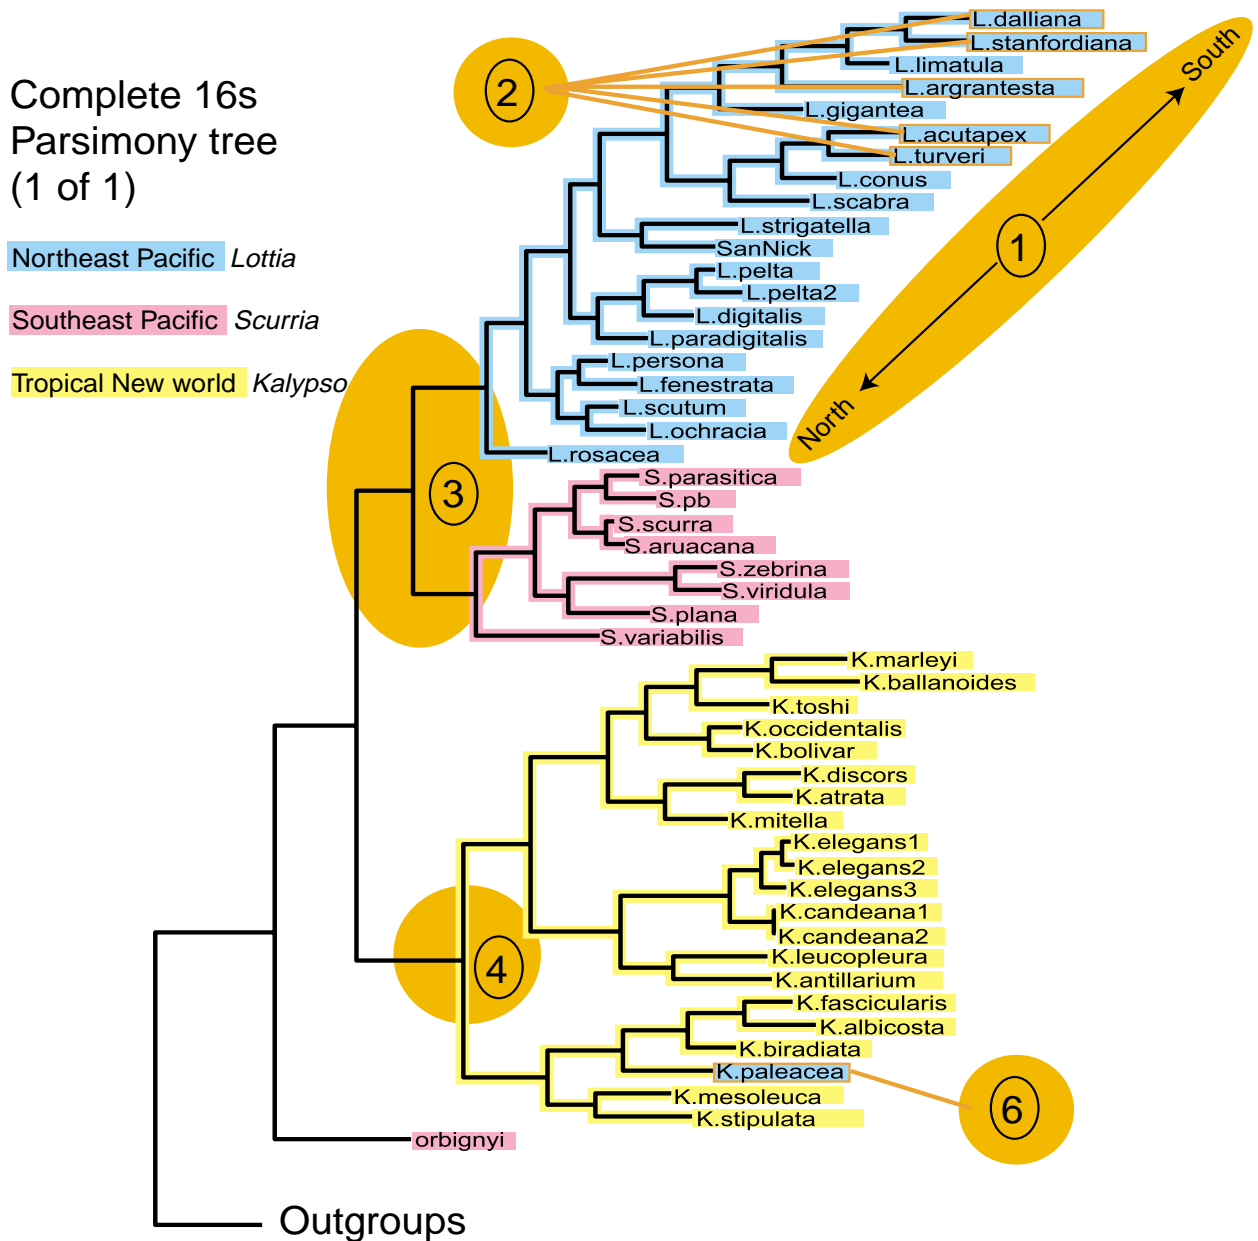 Complete 16s
Parsimony tree
(1 of 1)
Northeast Pacific Lottia
Southeast Pacific Scurria
Tropical New world Kalypso
2
L.dalliana
L.stanfordiana
L.limatula
L.argrantesta
L.gigantea
L.acutapex
L.turveri
L.conus
L.scabra
L.strigatella
SanNick
L.pelta
L.pelta2
L.digitalis
L.paradigitalis
L.persona
L.fenestrata
L.scutum
L.ochracia
L.rosacea
South
1
North
3
S.parasitica
S.pb
S.scurra
S.aruacana
S.zebrina
S.viridula
S.plana
S.variabilis
K.marleyi
K.ballanoides
K.toshi
K.occidentalis
K.bolivar
K.discors
K.atrata
K.mitella
K.elegans1
K.elegans2
K.elegans3
K.candeana1
K.candeana2
K.leucopleura
K.antillarium
4
K.fascicularis
K.albicosta
K.biradiata
K.paleacea
K.mesoleuca
K.stipulata
6
orbignyi
Outgroups